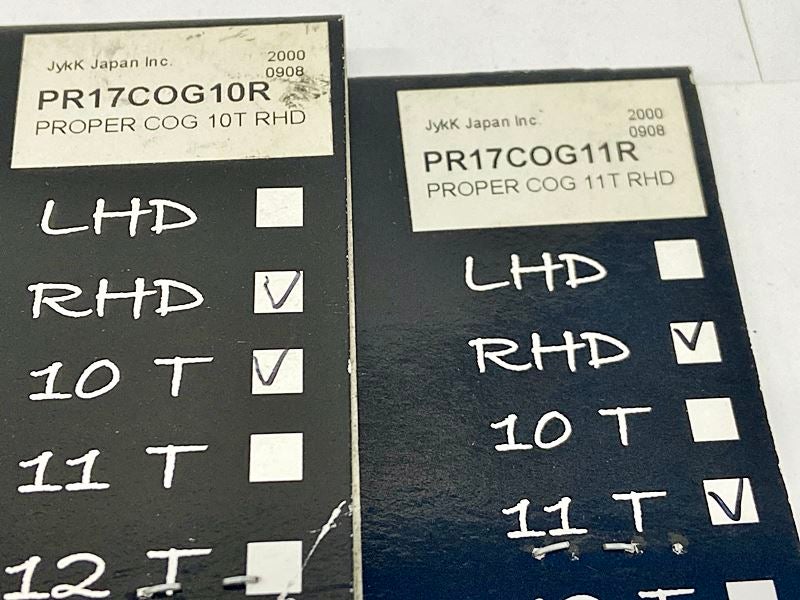 JykK Japan Inc.
2000
0908
PR17COG10R
PROPER COG 10T RHD
LHD
RHD
10 T
11 T
12 T
JykK Japan Inc.
2000
0908
PR17COG11R
PROPER COG 11T RHD
LHD
RHD
10 T
11 T